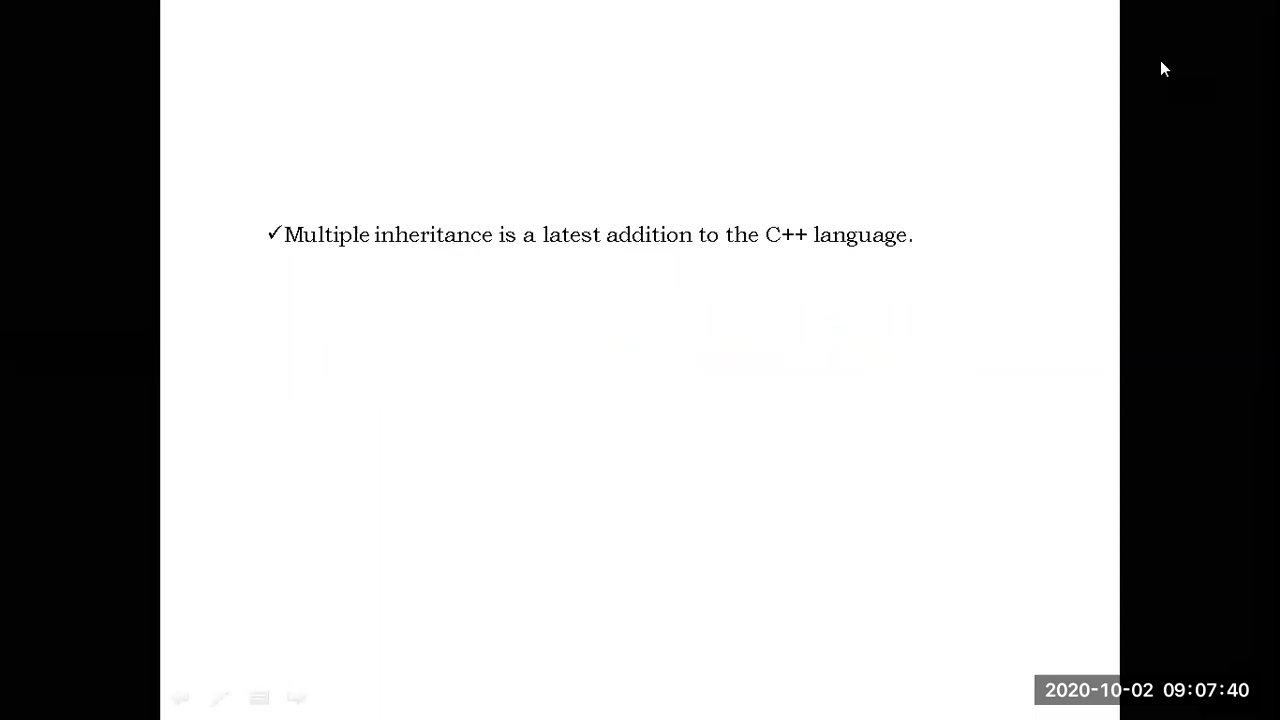 ✓Multiple inheritance is a latest addition to the C++ language.
2020-10-02 09:07:40